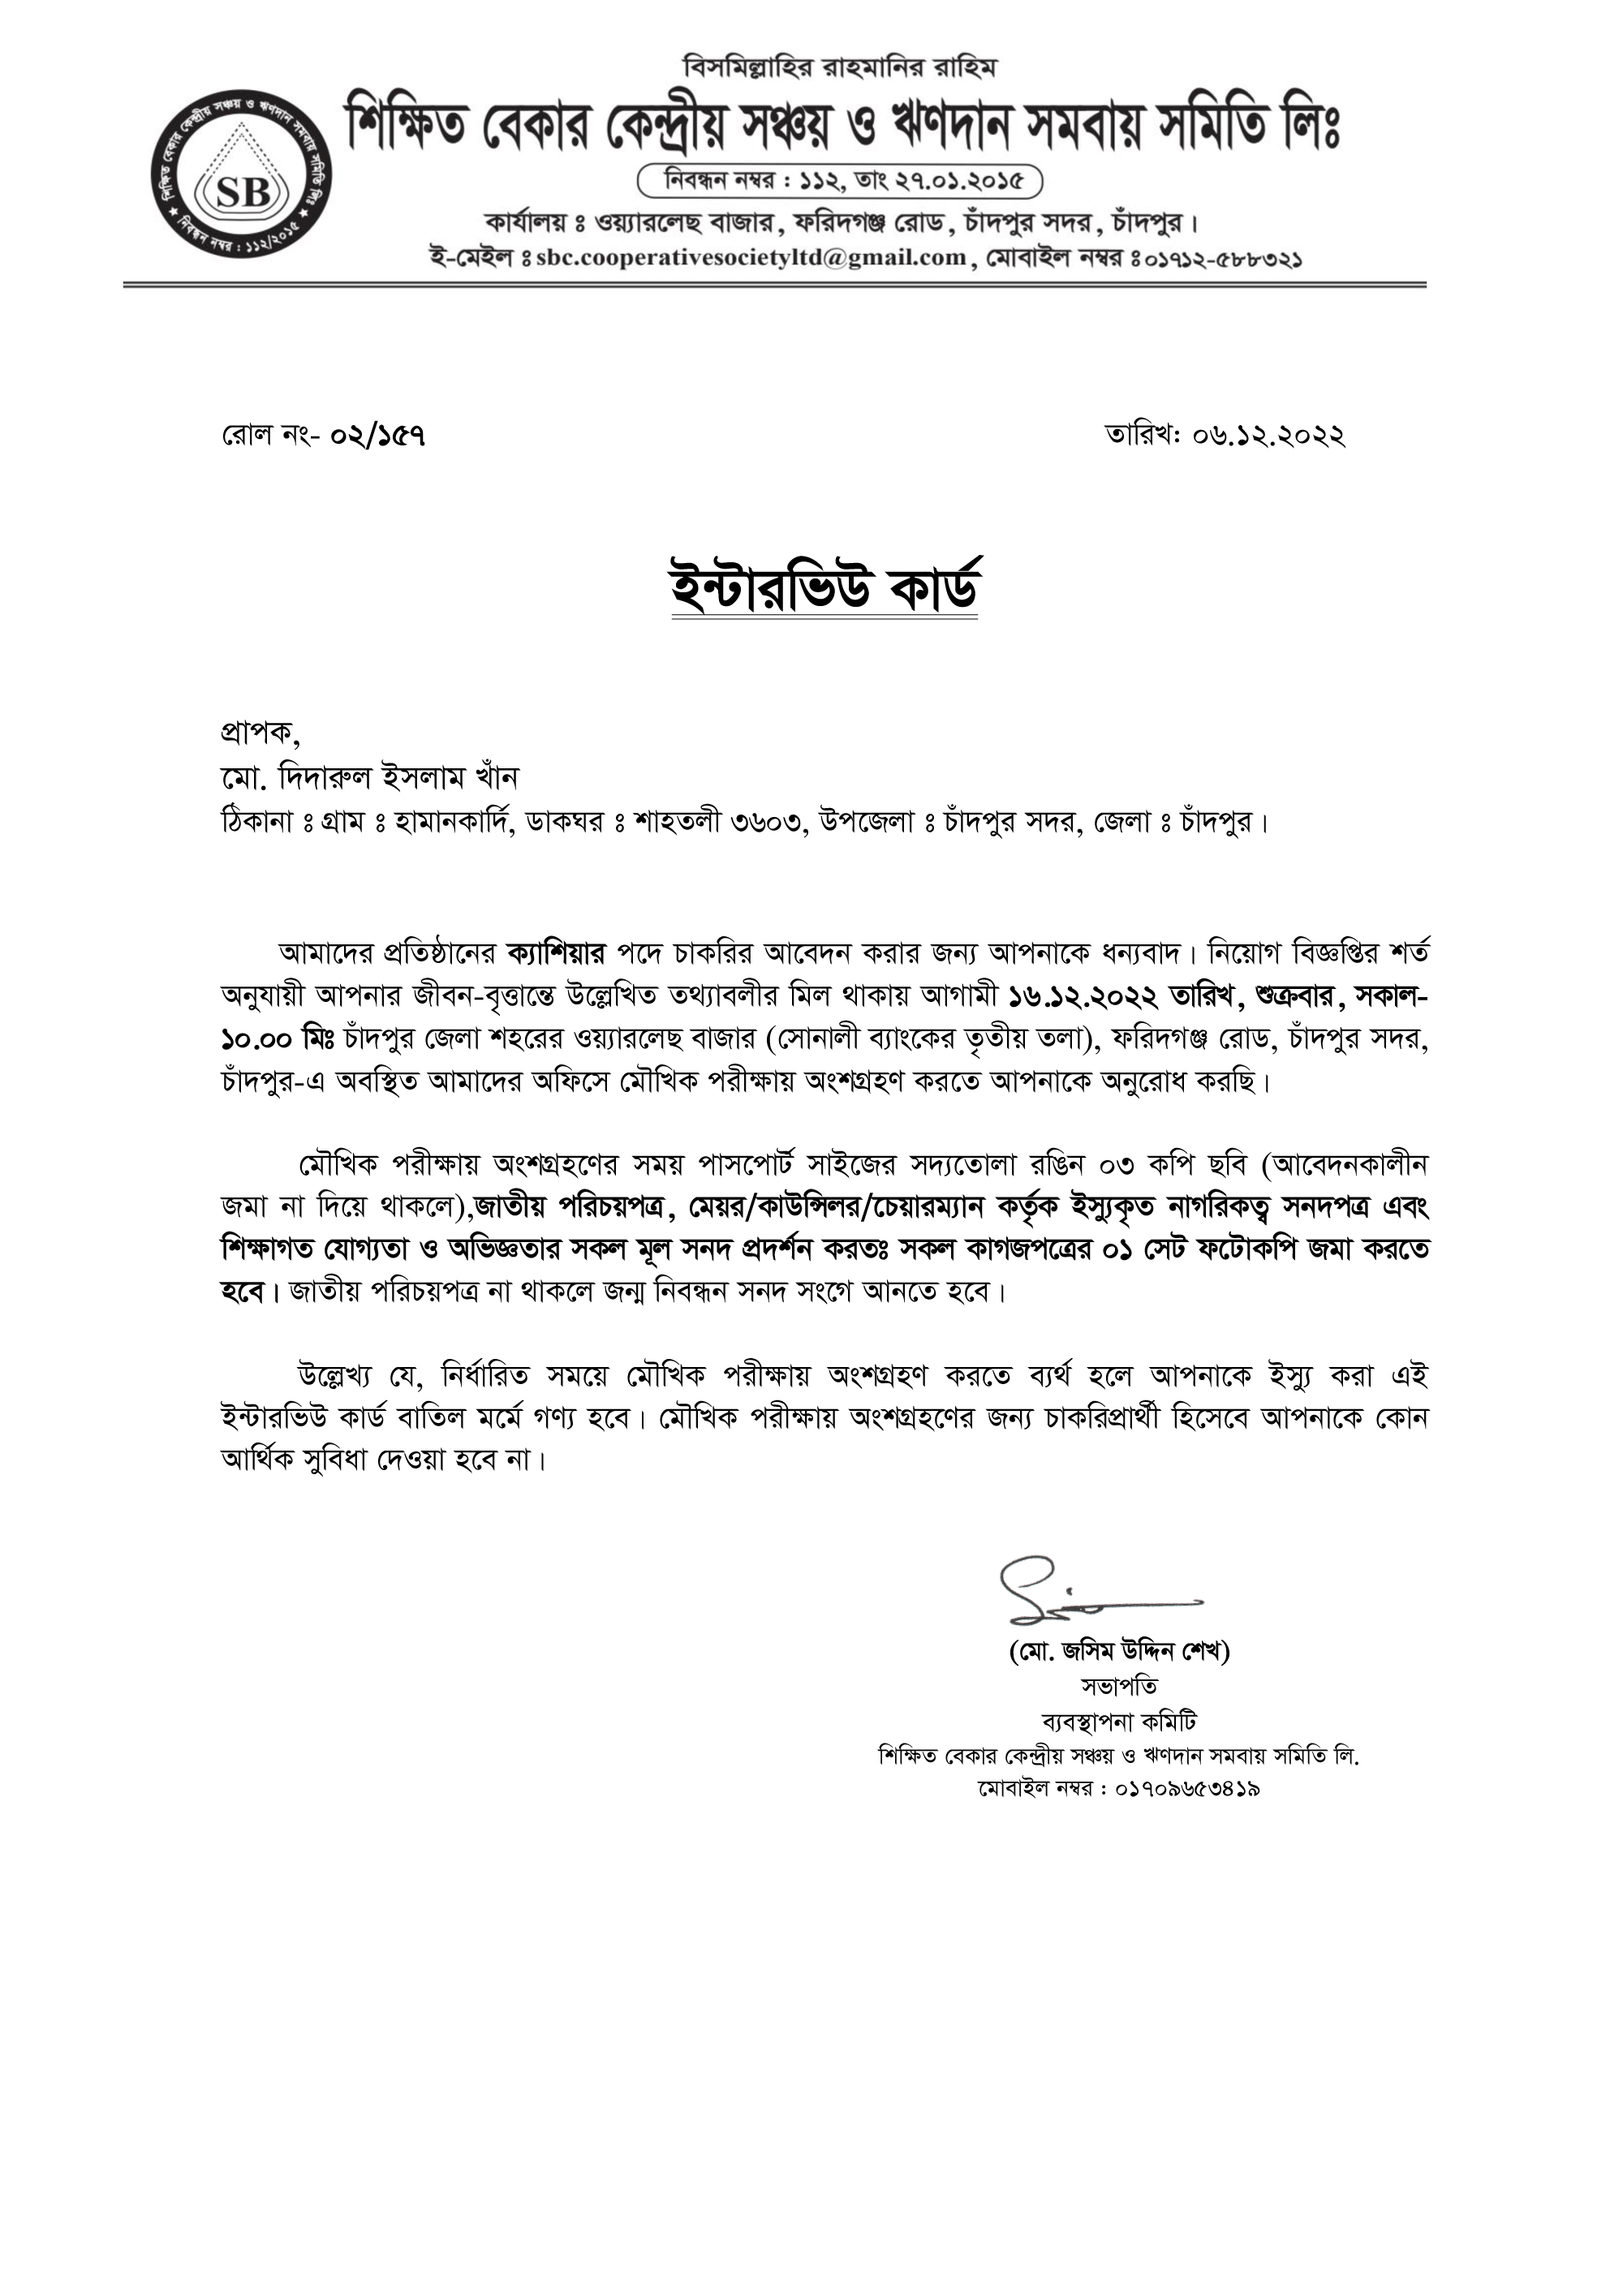 বিসমিল্লাহির রাহমানির রাহিম
শিক্ষিত বেকার কেন্দ্রীয় সঞ্চয় ও ঋণদান সমবায় সমিতি লিঃ
শিক্ষিত বেকার কেন্দ্রীয় সঞ্চয় ও ঋণদান সমবায় সমিতি লিঃ
SB
★ নিবন্ধন নম্বর : ১১২/২০১৫ ★
নিবন্ধন নম্বর : ১১২, তাং ২৭.০১.২০১৫
কার্যালয় ঃ ওয়্যারলেছ বাজার, ফরিদগঞ্জ রোড, চাঁদপুর সদর, চাঁদপুর।
ই-মেইল ঃ sbc.cooperativesocietyltd@gmail.com, মোবাইল নম্বর ঃ ০১৭১২-৫৮৮৩২১
রোল নং- ০২/১৫৭ তারিখ: ০৬.১২.২০২২
ইন্টারভিউ কার্ড
প্রাপক,
মো. দিদারুল ইসলাম খাঁন
ঠিকানা ঃ গ্রাম ঃ হামানকার্দি, ডাকঘর ঃ শাহতলী ৩৬০৩, উপজেলা ঃ চাঁদপুর সদর, জেলা ঃ চাঁদপুর।
আমাদের প্রতিষ্ঠানের ক্যাশিয়ার পদে চাকরির আবেদন করার জন্য আপনাকে ধন্যবাদ। নিয়োগ বিজ্ঞপ্তির শর্ত
অনুযায়ী আপনার জীবন-বৃত্তান্তে উল্লেখিত তথ্যাবলীর মিল থাকায় আগামী ১৬.১২.২০২২ তারিখ, শুক্রবার, সকাল-
১০.০০ মিঃ চাঁদপুর জেলা শহরের ওয়্যারলেছ বাজার (সোনালী ব্যাংকের তৃতীয় তলা), ফরিদগঞ্জ রোড, চাঁদপুর সদর,
চাঁদপুর-এ অবস্থিত আমাদের অফিসে মৌখিক পরীক্ষায় অংশগ্রহণ করতে আপনাকে অনুরোধ করছি।
মৌখিক পরীক্ষায় অংশগ্রহণের সময় পাসপোর্ট সাইজের সদ্যতোলা রঙিন ০৩ কপি ছবি (আবেদনকালীন
জমা না দিয়ে থাকলে),জাতীয় পরিচয়পত্র, মেয়র/কাউন্সিলর/চেয়ারম্যান কর্তৃক ইস্যুকৃত নাগরিকত্ব সনদপত্র এবং
শিক্ষাগত যোগ্যতা ও অভিজ্ঞতার সকল মূল সনদ প্রদর্শন করতঃ সকল কাগজপত্রের ০১ সেট ফটোকপি জমা করতে
হবে। জাতীয় পরিচয়পত্র না থাকলে জন্ম নিবন্ধন সনদ সংগে আনতে হবে।
উল্লেখ্য যে, নির্ধারিত সময়ে মৌখিক পরীক্ষায় অংশগ্রহণ করতে ব্যর্থ হলে আপনাকে ইস্যু করা এই
ইন্টারভিউ কার্ড বাতিল মর্মে গণ্য হবে। মৌখিক পরীক্ষায় অংশগ্রহণের জন্য চাকরিপ্রার্থী হিসেবে আপনাকে কোন
আর্থিক সুবিধা দেওয়া হবে না।
(মো. জসিম উদ্দিন শেখ)
সভাপতি
ব্যবস্থাপনা কমিটি
শিক্ষিত বেকার কেন্দ্রীয় সঞ্চয় ও ঋণদান সমবায় সমিতি লি.
মোবাইল নম্বর : ০১৭০৯৬৫৩৪১৯